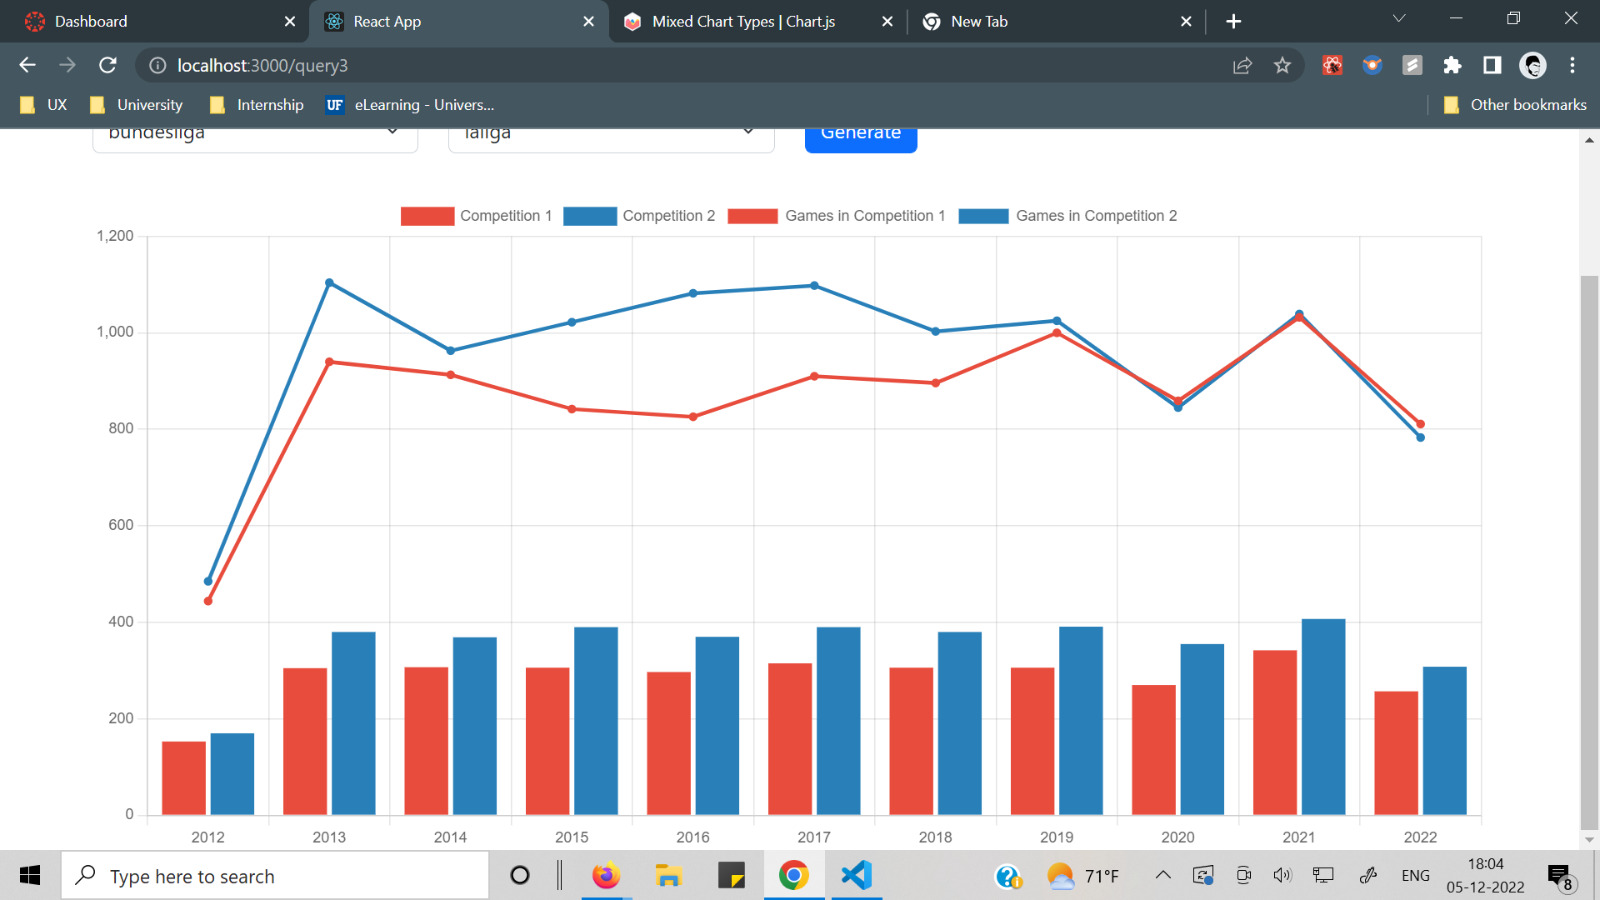 Dashboard
React App
Mixed Chart Types | Chart.js
New Tab
localhost:3000/query3
UX
University
Internship
UF
eLearning - Univers...
Other bookmarks
bundesliga
laliga
Generate
Competition 1
Competition 2
Games in Competition 1
Games in Competition 2
1,200
1,000
800
600
400
200
0
2012
2013
2014
2015
2016
2017
2018
2019
2020
2021
2022
Type here to search
71°F
ENG
18:04
05-12-2022
8